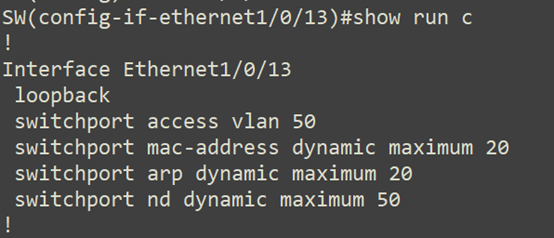 SW(config-if-ethernet1/0/13)#show run c
!
Interface Ethernet1/0/13
 loopback
 switchport access vlan 50
 switchport mac-address dynamic maximum 20
 switchport arp dynamic maximum 20
 switchport nd dynamic maximum 50
!